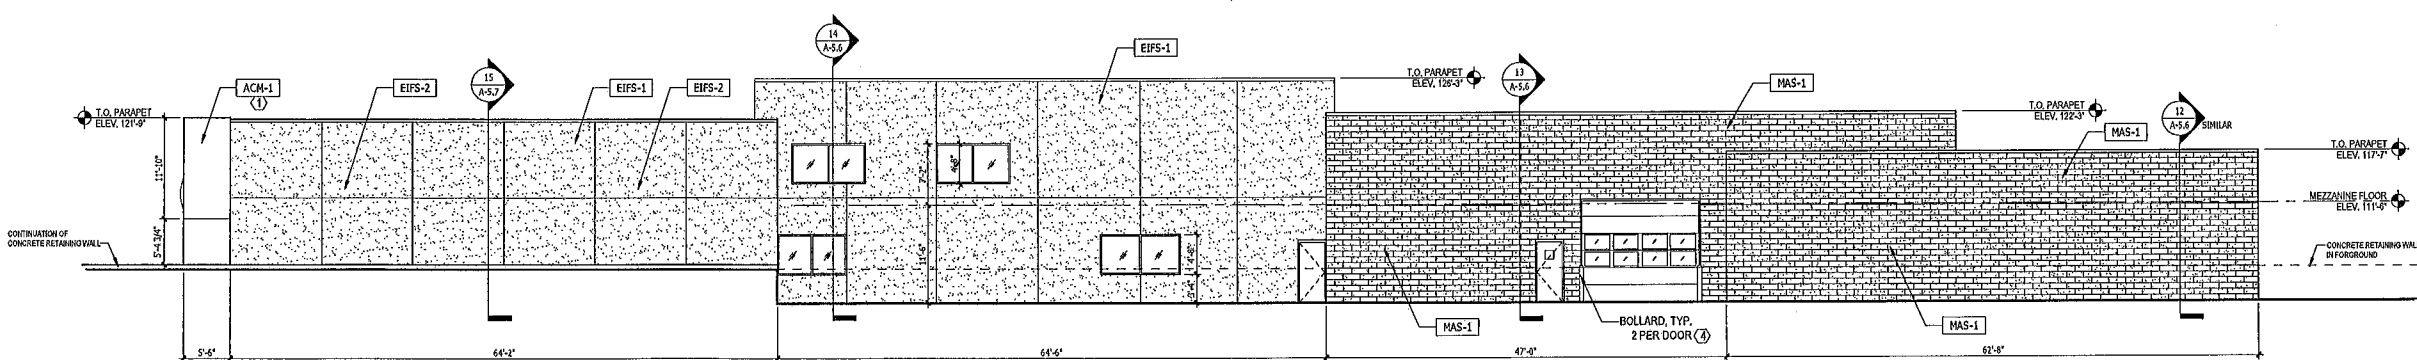 14
A-5.6
EIFS-1
15
A-5.7
ACM-1
1
EIFS-2
EIFS-1
EIFS-2
T.O. PARAPET
ELEV. 126'-3"
13
A-5.6
MAS-1
T.O. PARAPET
ELEV. 121'-9"
T.O. PARAPET
ELEV. 122'-3"
12
A-5.6
SIMILAR
MAS-1
T.O. PARAPET
ELEV. 117'-7"
11'-10"
7'-2"
MEZZANINE FLOOR
ELEV. 111'-6"
CONTINUATION OF
CONCRETE RETAINING WALL
5'-4 3/4"
11'-6"
CONCRETE RETAINING WAL
IN FORGROUND
MAS-1
BOLLARD, TYP.
2 PER DOOR
4
MAS-1
5'-6"
64'-2"
64'-6"
47'-0"
62'-8"